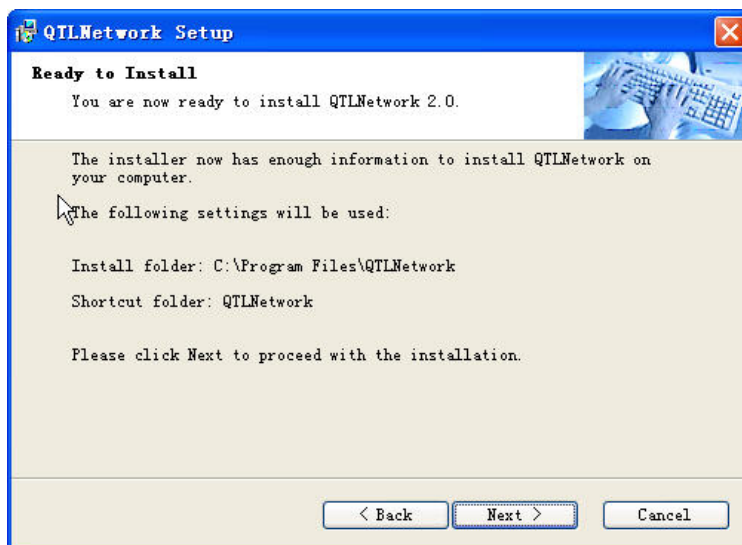 QTLNetwork Setup
Ready to Install
You are now ready to install QTLNetwork 2.0.
The installer now has enough information to install QTLNetwork on
your computer.
The following settings will be used:
Install folder: C:\Program Files\QTLNetwork
Shortcut folder: QTLNetwork
Please click Next to proceed with the installation.
< Back
Next >
Cancel